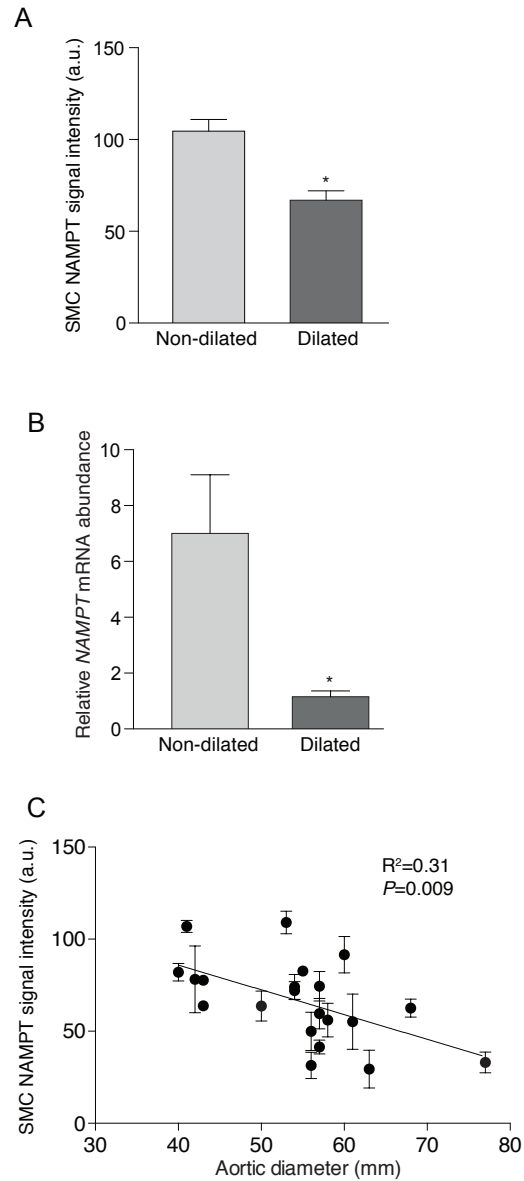 A
SMC NAMPT signal intensity (a.u.)
150
100
50
0
*
Non-dilated Dilated
B
Relative NAMPT mRNA abundance
10
8
6
4
2
0
*
Non-dilated Dilated
C
SMC NAMPT signal intensity (a.u.)
150
100
50
0
R²=0.31
P=0.009
30 40 50 60 70 80
Aortic diameter (mm)